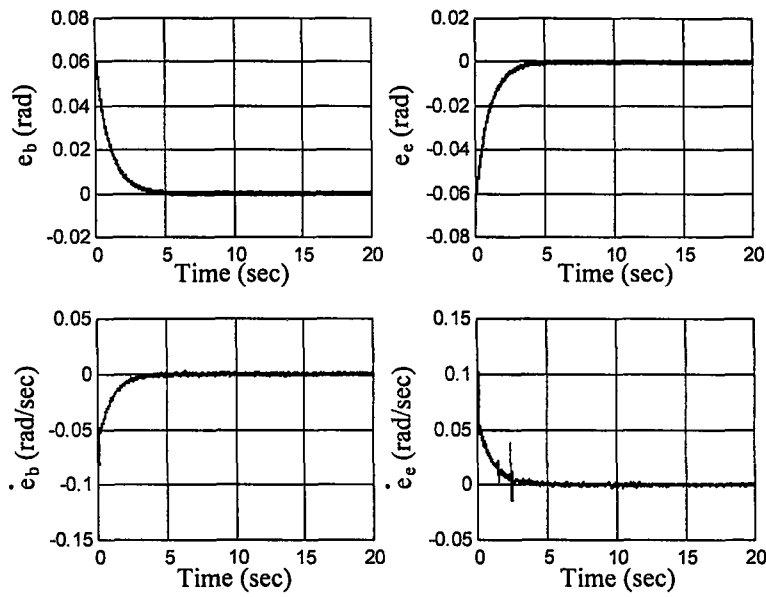 0.08
0.06
0.04
0.02
0
-0.02
e_b (rad)
0 5 10 15 20
Time (sec)
0.02
0
-0.02
-0.04
-0.06
-0.08
e_e (rad)
0 5 10 15 20
Time (sec)
0.05
0
-0.05
-0.1
-0.15
ė_b (rad/sec)
0 5 10 15 20
Time (sec)
0.15
0.1
0.05
0
-0.05
ė_e (rad/sec)
0 5 10 15 20
Time (sec)